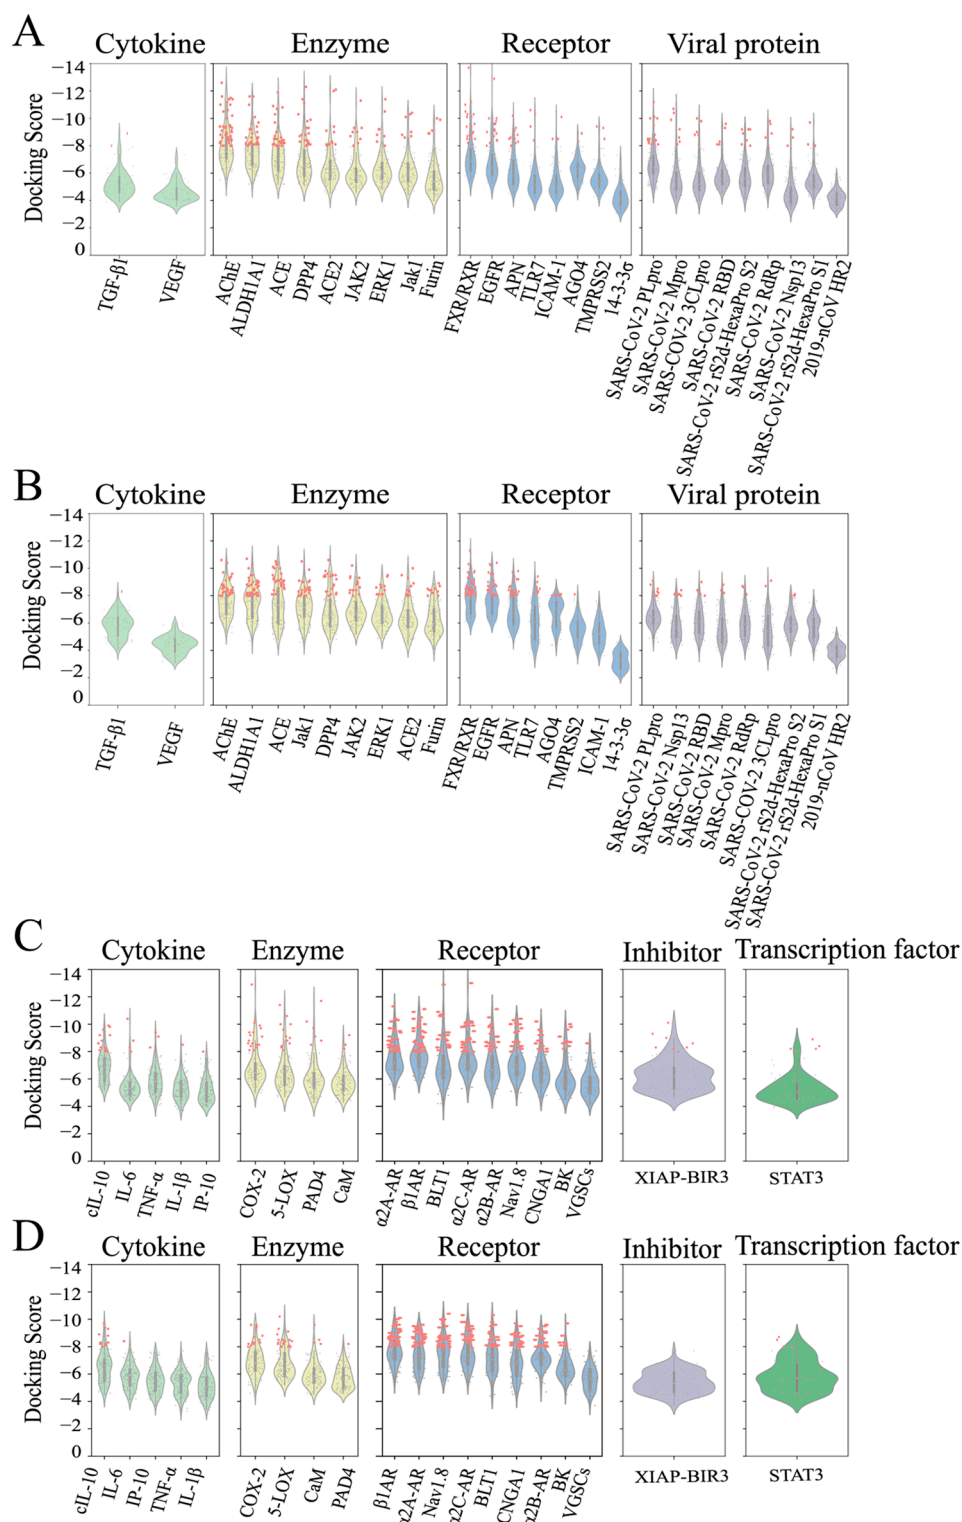 A
Cytokine Enzyme Receptor Viral protein
Docking Score
−14
−12
−10
−8
−6
−4
−2
0
TGF-β1 VEGF
AChE ALDH1A1 ACE DPP4 ACE2 JAK2 ERK1 Jak1 Furin
FXR/RXR EGFR APN TLR7 ICAM-1 AGO4 TMPRSS2 14-3-3σ
SARS-CoV-2 PLpro
SARS-CoV-2 Mpro
SARS-COV-2 3CLpro
SARS-CoV-2 RBD
SARS-CoV-2 rS2d-HexaPro S2
SARS-CoV-2 RdRp
SARS-CoV-2 Nsp13
SARS-CoV-2 rS2d-HexaPro S1
2019-nCoV HR2
B
Cytokine Enzyme Receptor Viral protein
Docking Score
−14
−12
−10
−8
−6
−4
−2
0
TGF-β1 VEGF
AChE ALDH1A1 ACE Jak1 DPP4 JAK2 ERK1 ACE2 Furin
FXR/RXR EGFR APN TLR7 AGO4 TMPRSS2 ICAM-1 14-3-3σ
SARS-CoV-2 PLpro
SARS-CoV-2 Nsp13
SARS-CoV-2 RBD
SARS-CoV-2 Mpro
SARS-CoV-2 RdRp
SARS-COV-2 3CLpro
SARS-CoV-2 rS2d-HexaPro S2
SARS-CoV-2 rS2d-HexaPro S1
2019-nCoV HR2
C
Cytokine Enzyme Receptor Inhibitor Transcription factor
Docking Score
−14
−10
−8
−6
−4
−2
0
cIL-10 IL-6 TNF-α IL-1β IP-10
COX-2 5-LOX PAD4 CaM
α2A-AR β1AR BLT1 α2C-AR α2B-AR Nav1.8 CNGA1 BK VGSCs
XIAP-BIR3
STAT3
D
Cytokine Enzyme Receptor Inhibitor Transcription factor
Docking Score
−14
−12
−10
−8
−6
−4
−2
0
cIL-10 IL-6 IP-10 TNF-α IL-1β
COX-2 5-LOX CaM PAD4
β1AR α2A-AR Nav1.8 α2C-AR BLT1 CNGA1 α2B-AR BK VGSCs
XIAP-BIR3
STAT3